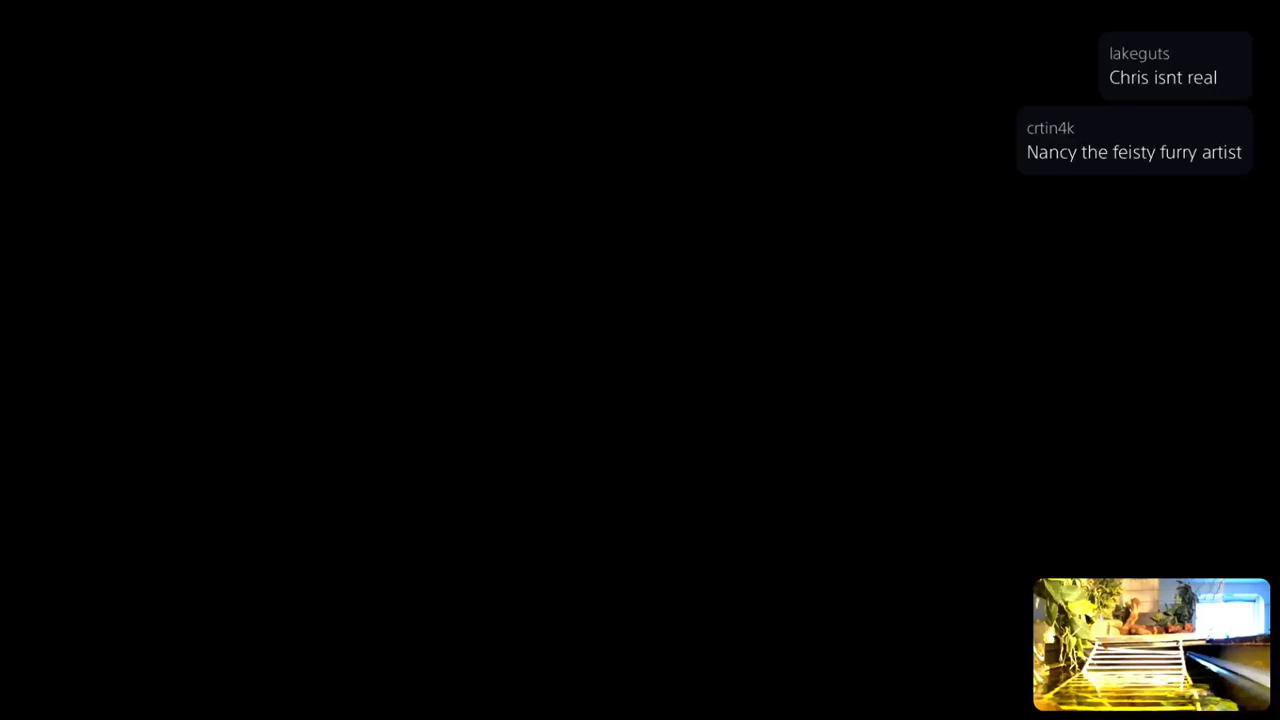 lakeguts
Chris isnt real
crtin4k
Nancy the feisty furry artist